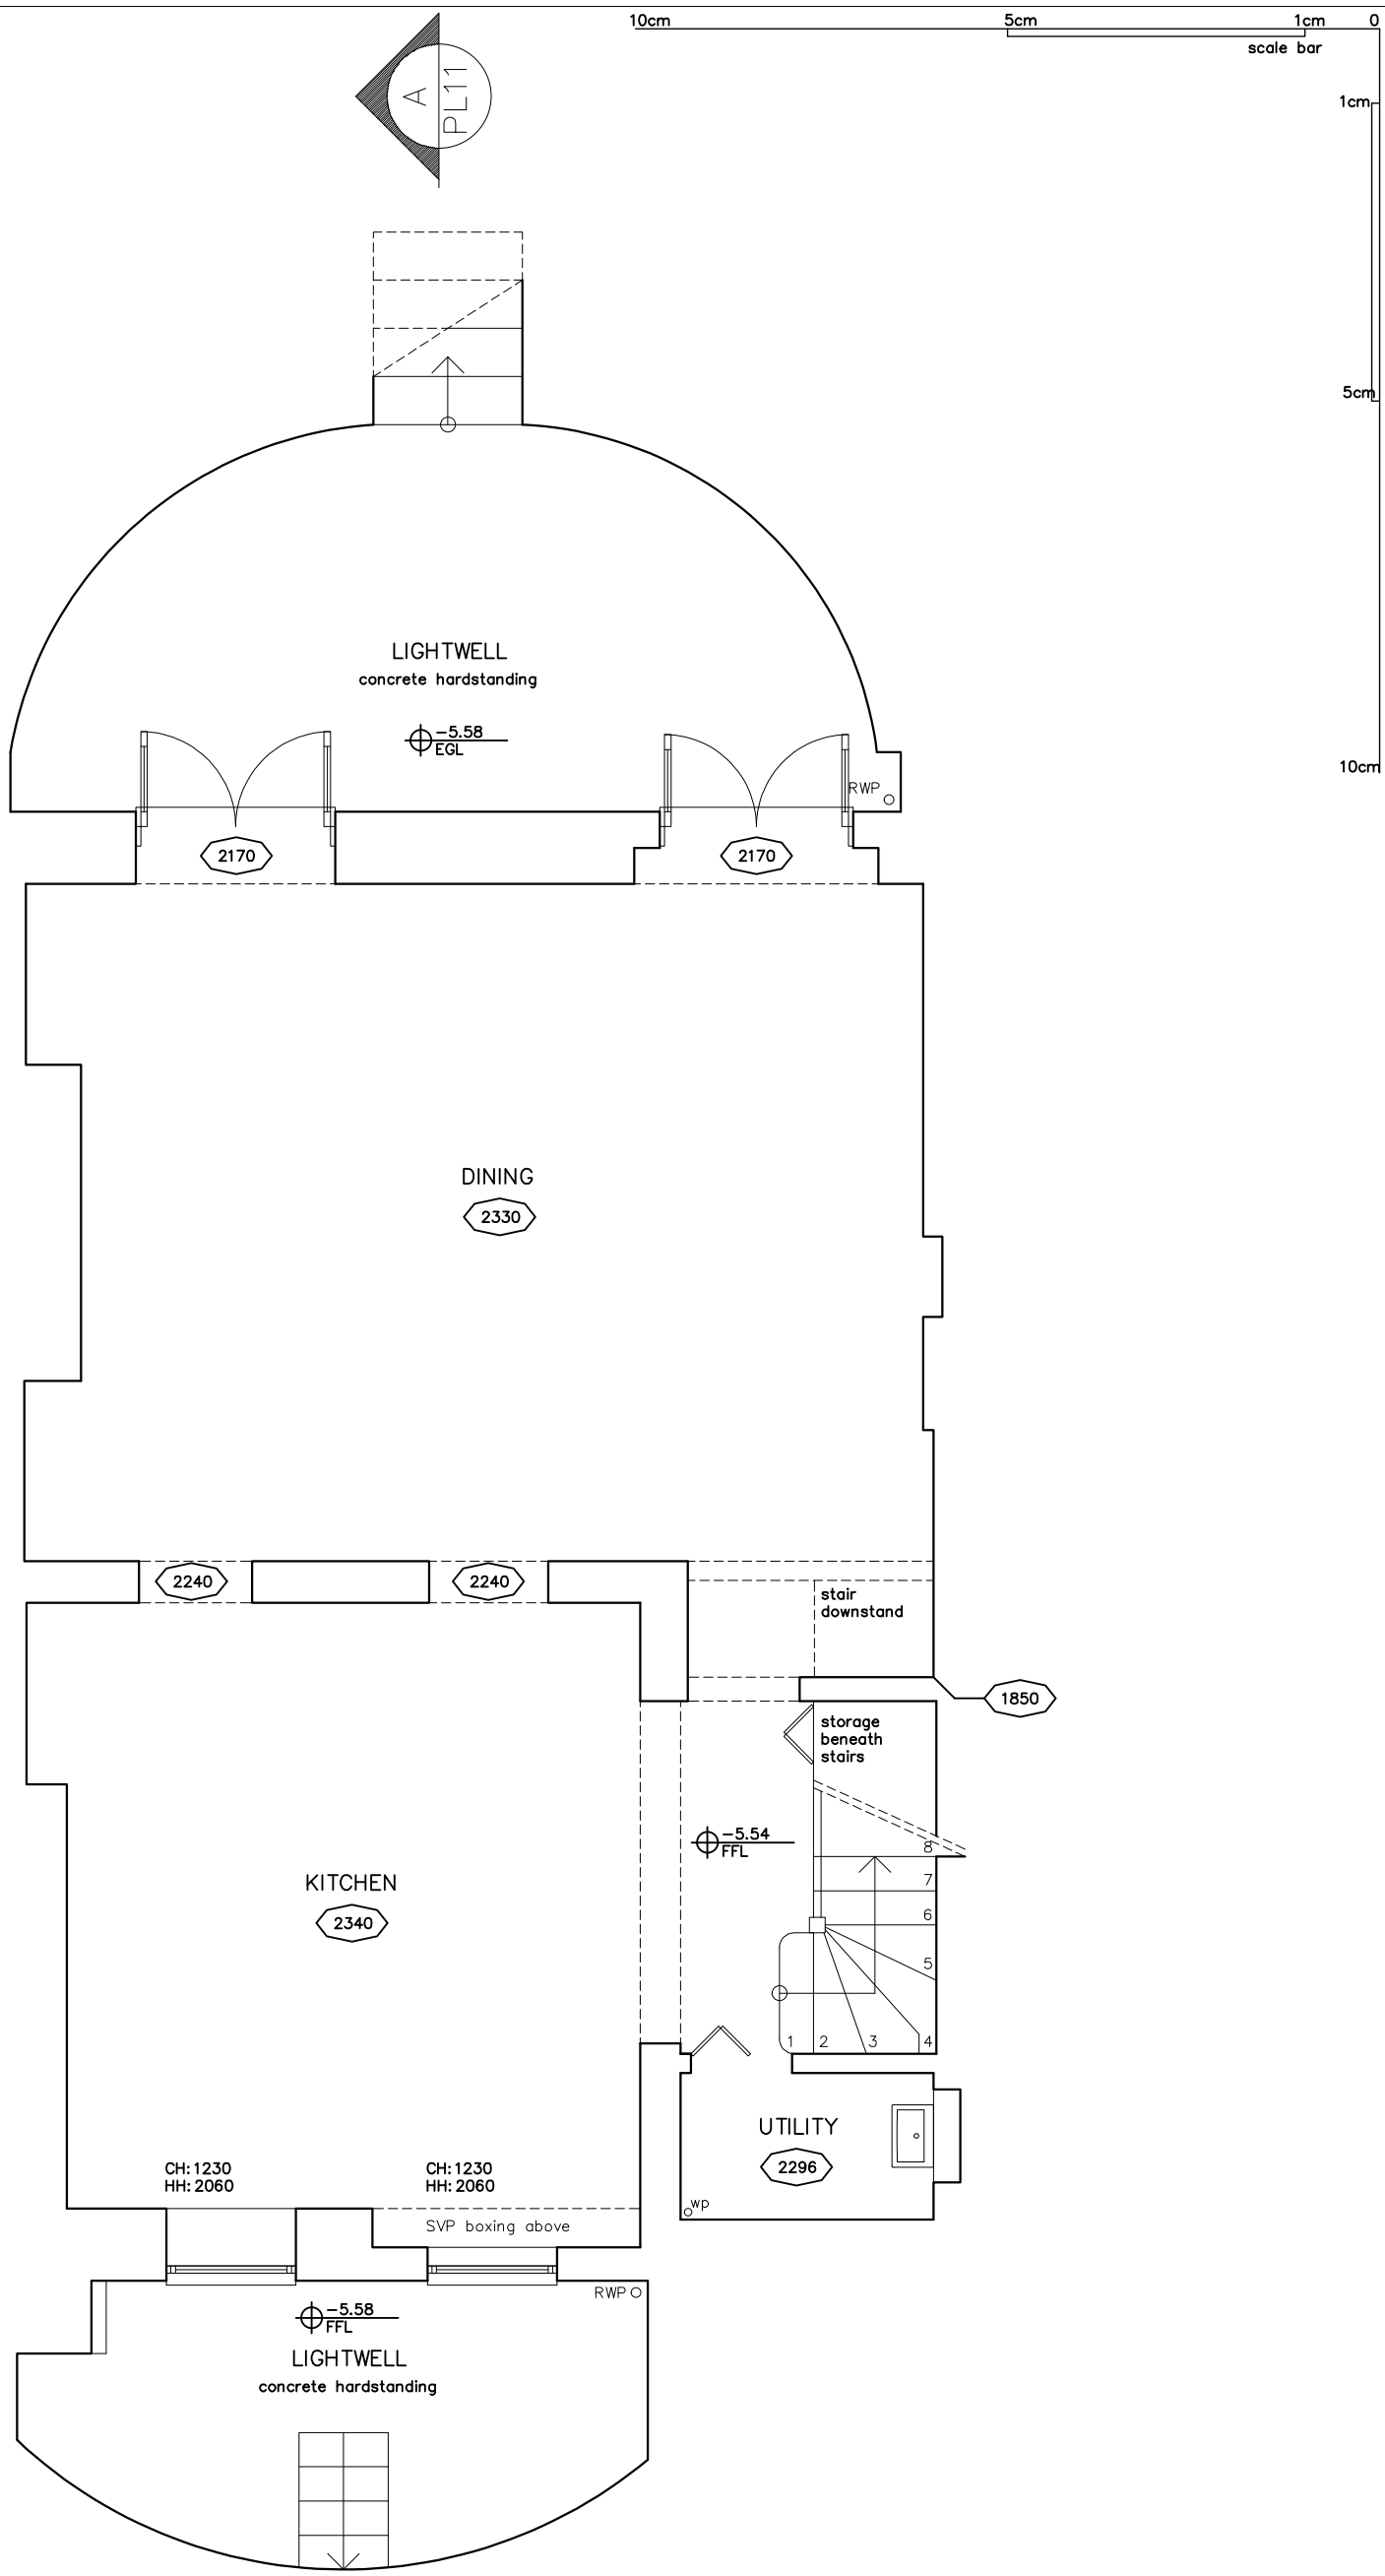 10cm 5cm 1cm 0
scale bar
1cm
5cm
10cm
A
PL11
LIGHTWELL
concrete hardstanding
-5.58
EGL
RWP
2170
2170
DINING
2330
2240
2240
stair
downstand
1850
storage
beneath
stairs
-5.54
FFL
8
7
6
5
1 2 3 4
KITCHEN
2340
UTILITY
2296
wp
CH:1230
HH:2060
CH:1230
HH:2060
SVP boxing above
RWP
-5.58
FFL
LIGHTWELL
concrete hardstanding